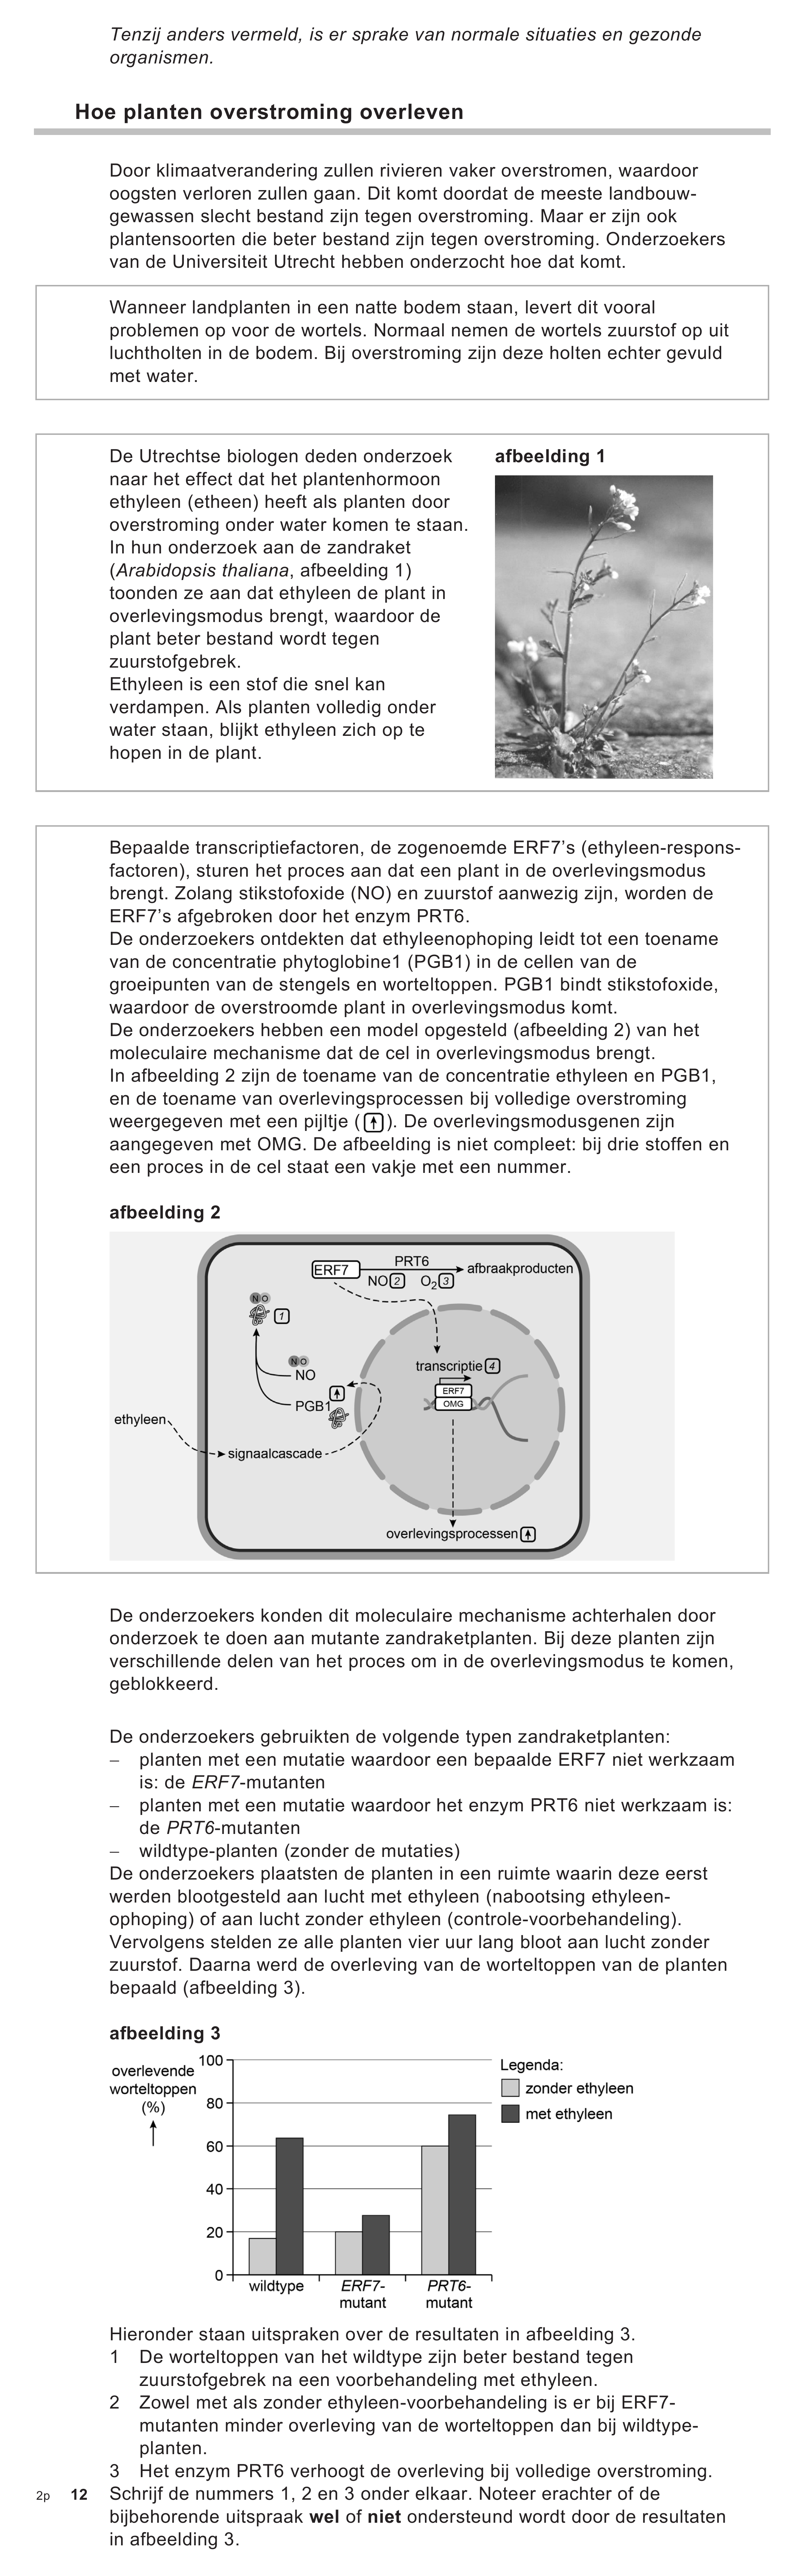 Tenzij anders vermeld, is er sprake van normale situaties en gezonde
organismen.
Hoe planten overstroming overleven
Door klimaatverandering zullen rivieren vaker overstromen, waardoor
oogsten verloren zullen gaan. Dit komt doordat de meeste landbouw-
gewassen slecht bestand zijn tegen overstroming. Maar er zijn ook
plantensoorten die beter bestand zijn tegen overstroming. Onderzoekers
van de Universiteit Utrecht hebben onderzocht hoe dat komt.
Wanneer landplanten in een natte bodem staan, levert dit vooral
problemen op voor de wortels. Normaal nemen de wortels zuurstof op uit
luchtholten in de bodem. Bij overstroming zijn deze holten echter gevuld
met water.
De Utrechtse biologen deden onderzoek
naar het effect dat het plantenhormoon
ethyleen (etheen) heeft als planten door
overstroming onder water komen te staan.
In hun onderzoek aan de zandraket
(Arabidopsis thaliana, afbeelding 1)
toonden ze aan dat ethyleen de plant in
overlevingsmodus brengt, waardoor de
plant beter bestand wordt tegen
zuurstofgebrek.
Ethyleen is een stof die snel kan
verdampen. Als planten volledig onder
water staan, blijkt ethyleen zich op te
hopen in de plant.
afbeelding 1
Bepaalde transcriptiefactoren, de zogenoemde ERF7's (ethyleen-respons-
factoren), sturen het proces aan dat een plant in de overlevingsmodus
brengt. Zolang stikstofoxide (NO) en zuurstof aanwezig zijn, worden de
ERF7's afgebroken door het enzym PRT6.
De onderzoekers ontdekten dat ethyleenophoping leidt tot een toename
van de concentratie phytoglobine1 (PGB1) in de cellen van de
groeipunten van de stengels en worteltoppen. PGB1 bindt stikstofoxide,
waardoor de overstroomde plant in overlevingsmodus komt.
De onderzoekers hebben een model opgesteld (afbeelding 2) van het
moleculaire mechanisme dat de cel in overlevingsmodus brengt.
In afbeelding 2 zijn de toename van de concentratie ethyleen en PGB1,
en de toename van overlevingsprocessen bij volledige overstroming
weergegeven met een pijltje (↑). De overlevingsmodusgenen zijn
aangegeven met OMG. De afbeelding is niet compleet: bij drie stoffen en
een proces in de cel staat een vakje met een nummer.
afbeelding 2
ERF7 PRT6 afbraakproducten
NO 2 O2 3
NO 1
NO
NO
PGB1 ↑
transcriptie 4
ERF7
OMG
ethyleen
signaalcascade
overlevingsprocessen ↑
De onderzoekers konden dit moleculaire mechanisme achterhalen door
onderzoek te doen aan mutante zandraketplanten. Bij deze planten zijn
verschillende delen van het proces om in de overlevingsmodus te komen,
geblokkeerd.
De onderzoekers gebruikten de volgende typen zandraketplanten:
– planten met een mutatie waardoor een bepaalde ERF7 niet werkzaam
is: de ERF7-mutanten
– planten met een mutatie waardoor het enzym PRT6 niet werkzaam is:
de PRT6-mutanten
– wildtype-planten (zonder de mutaties)
De onderzoekers plaatsten de planten in een ruimte waarin deze eerst
werden blootgesteld aan lucht met ethyleen (nabootsing ethyleen-
ophoping) of aan lucht zonder ethyleen (controle-voorbehandeling).
Vervolgens stelden ze alle planten vier uur lang bloot aan lucht zonder
zuurstof. Daarna werd de overleving van de worteltoppen van de planten
bepaald (afbeelding 3).
afbeelding 3
overlevende
worteltoppen
(%)
100
80
60
40
20
0
wildtype
ERF7-
mutant
PRT6-
mutant
Legenda:
zonder ethyleen
met ethyleen
Hieronder staan uitspraken over de resultaten in afbeelding 3.
1 De worteltoppen van het wildtype zijn beter bestand tegen
zuurstofgebrek na een voorbehandeling met ethyleen.
2 Zowel met als zonder ethyleen-voorbehandeling is er bij ERF7-
mutanten minder overleving van de worteltoppen dan bij wildtype-
planten.
3 Het enzym PRT6 verhoogt de overleving bij volledige overstroming.
2p 12 Schrijf de nummers 1, 2 en 3 onder elkaar. Noteer erachter of de
bijbehorende uitspraak wel of niet ondersteund wordt door de resultaten
in afbeelding 3.